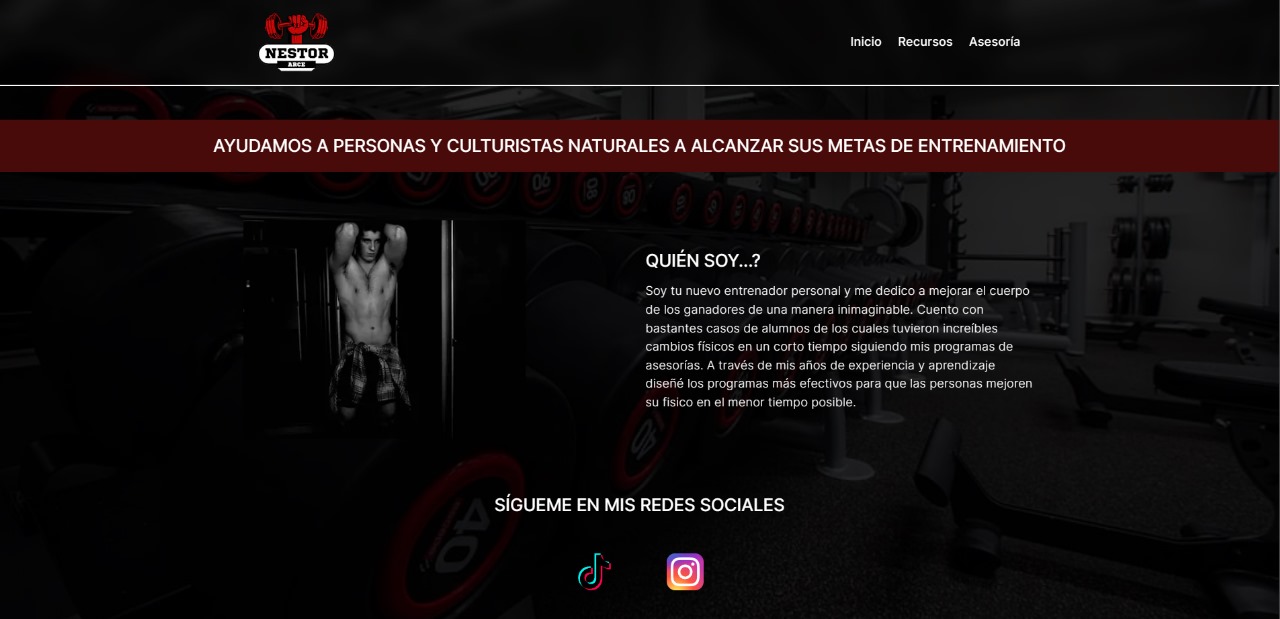 NESTOR
ARCE
Inicio Recursos Asesoría
AYUDAMOS A PERSONAS Y CULTURISTAS NATURALES A ALCANZAR SUS METAS DE ENTRENAMIENTO
QUIÉN SOY...?
Soy tu nuevo entrenador personal y me dedico a mejorar el cuerpo
de los ganadores de una manera inimaginable. Cuento con
bastantes casos de alumnos de los cuales tuvieron increíbles
cambios físicos en un corto tiempo siguiendo mis programas de
asesorías. A través de mis años de experiencia y aprendizaje
diseñé los programas más efectivos para que las personas mejoren
su fisico en el menor tiempo posible.
40
SÍGUEME EN MIS REDES SOCIALES
40